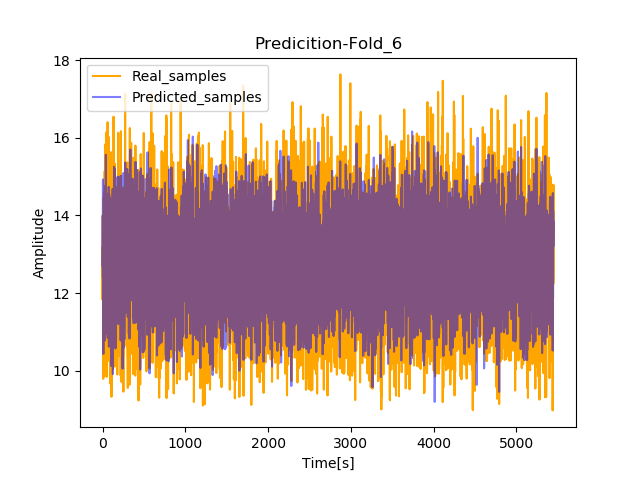 Predicition-Fold_6
18
16
14
12
10
Amplitude
Real_samples
Predicted_samples
0
1000
2000
3000
4000
5000
Time[s]